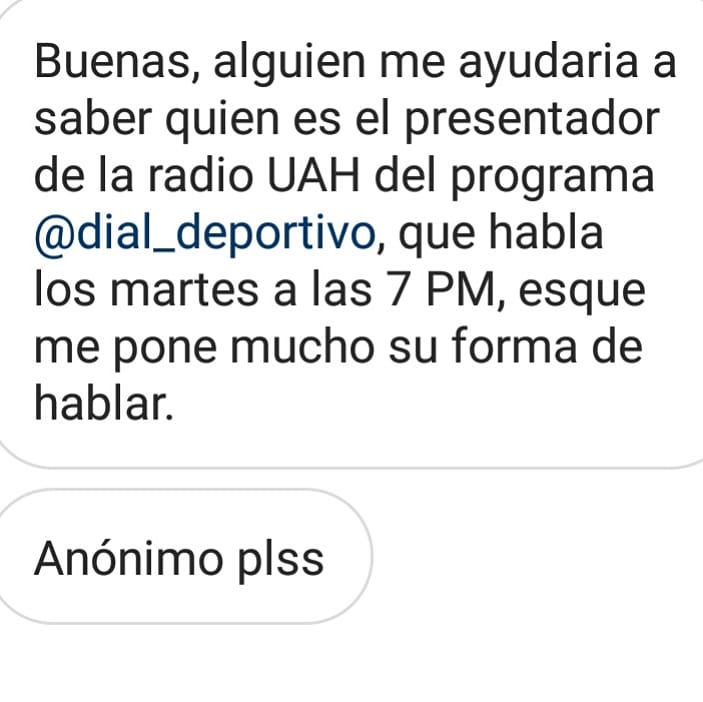 Buenas, alguien me ayudaria a
saber quien es el presentador
de la radio UAH del programa
@dial_deportivo, que habla
los martes a las 7 PM, esque
me pone mucho su forma de
hablar.
Anónimo plss